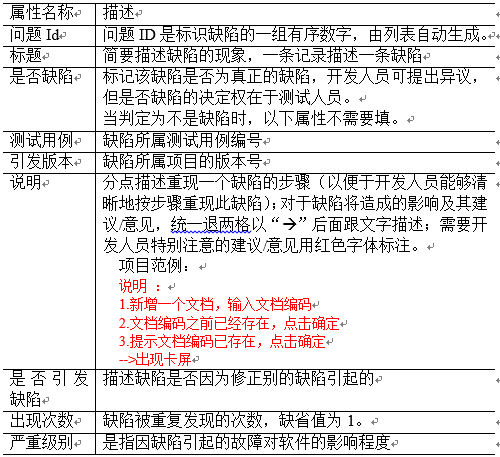 属性名称 描述
问题 Id 问题 ID 是标识缺陷的一组有序数字，由列表自动生成。
标题 简要描述缺陷的现象，一条记录描述一条缺陷
是否缺陷 标记该缺陷是否为真正的缺陷，开发人员可提出异议，
但是否缺陷的决定权在于测试人员。
当判定为不是缺陷时，以下属性不需要填。
测试用例 缺陷所属测试用例编号
引发版本 缺陷所属项目的版本号
说明 分点描述重现一个缺陷的步骤（以便于开发人员能够清
晰地按步骤重现此缺陷）；对于缺陷将造成的影响及其建
议/意见，统一退两格以“→”后面跟文字描述；需要开
发人员特别注意的建议/意见用红色字体标注。
项目范例：
说明 ：
1.新增一个文档，输入文档编码
2.文档编码之前已经存在，点击确定
3.提示文档编码已存在，点击确定
-->出现卡屏
是否引发 描述缺陷是否因为修正别的缺陷引起的
缺陷
出现次数 缺陷被重复发现的次数，缺省值为 1。
严重级别 是指因缺陷引起的故障对软件的影响程度